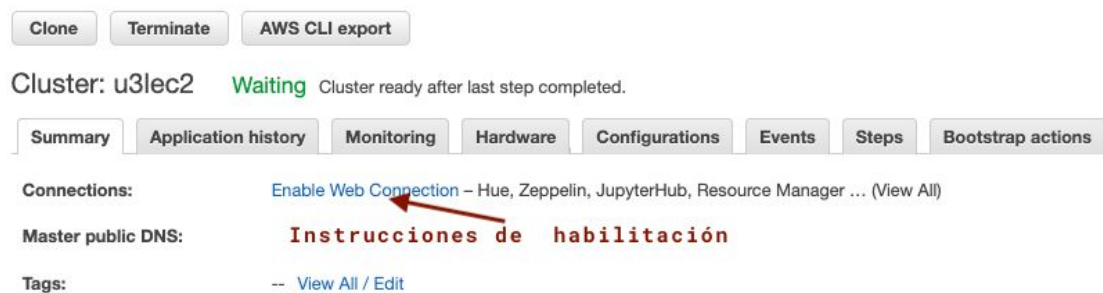 Clone Terminate AWS CLI export
Cluster: u3lec2 Waiting Cluster ready after last step completed.
Summary Application history Monitoring Hardware Configurations Events Steps Bootstrap actions
Connections: Enable Web Connection – Hue, Zeppelin, JupyterHub, Resource Manager … (View All)
Master public DNS: Instrucciones de habilitación
Tags: -- View All / Edit